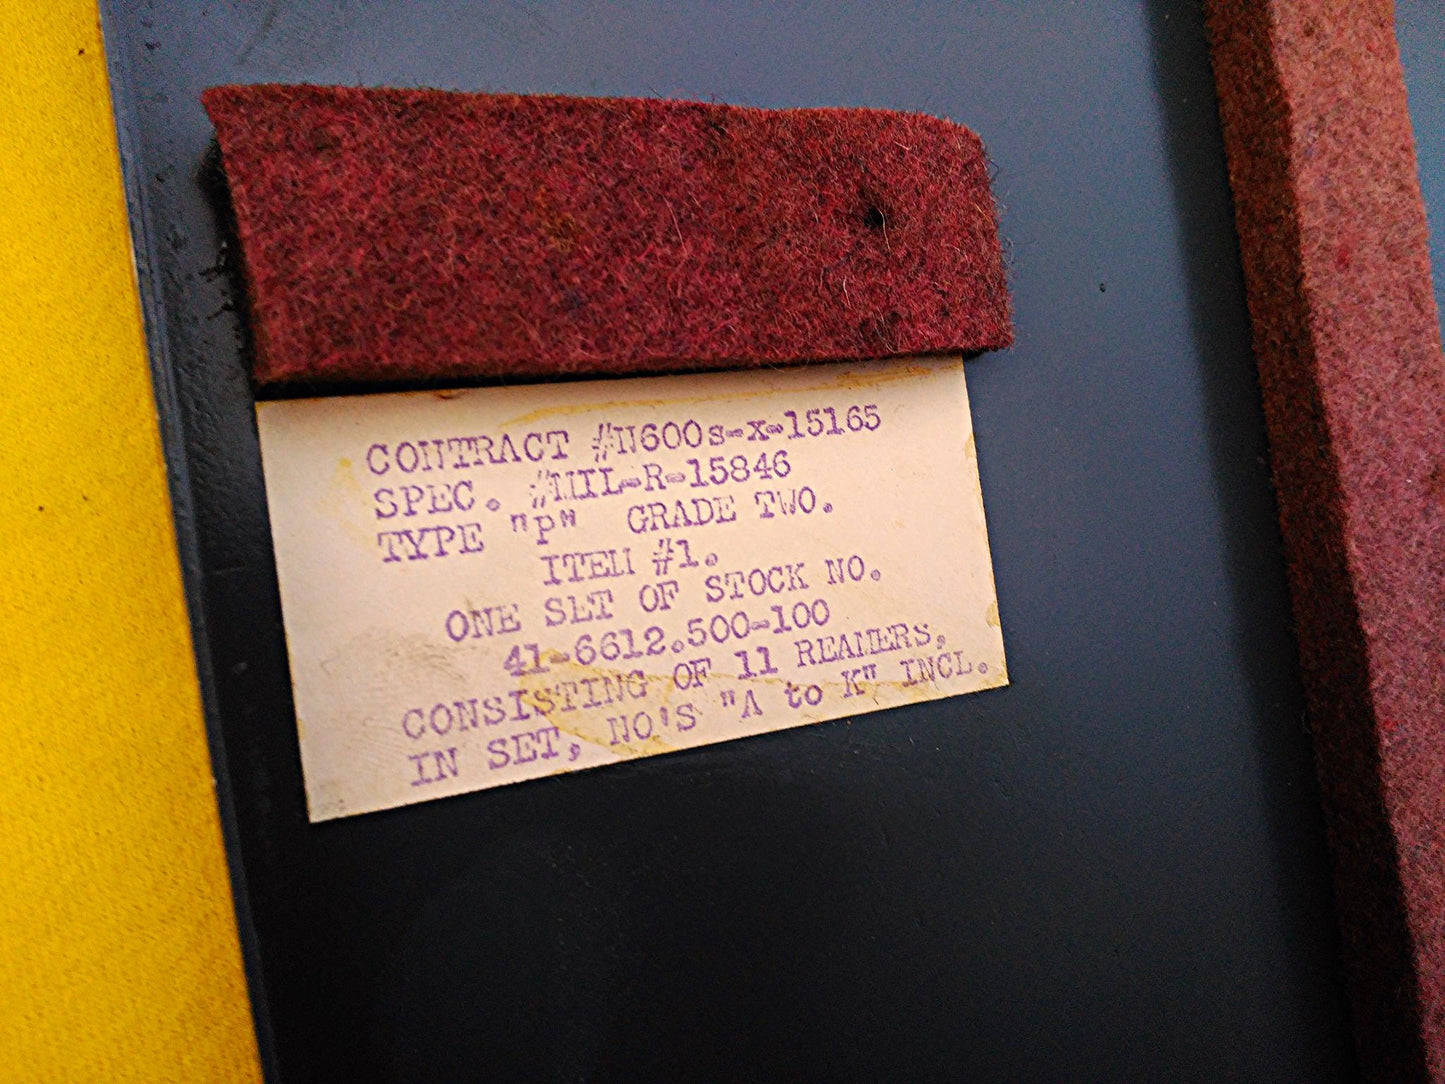 CONTRACT #N600s-x-15165
SPEC. #MIL-R-15846
TYPE "P" GRADE TWO.
ITEM #1.
ONE SET OF STOCK NO.
41-6612.500-100
CONSISTING OF 11 REAMERS,
IN SET, NO'S "A to K" INCL.